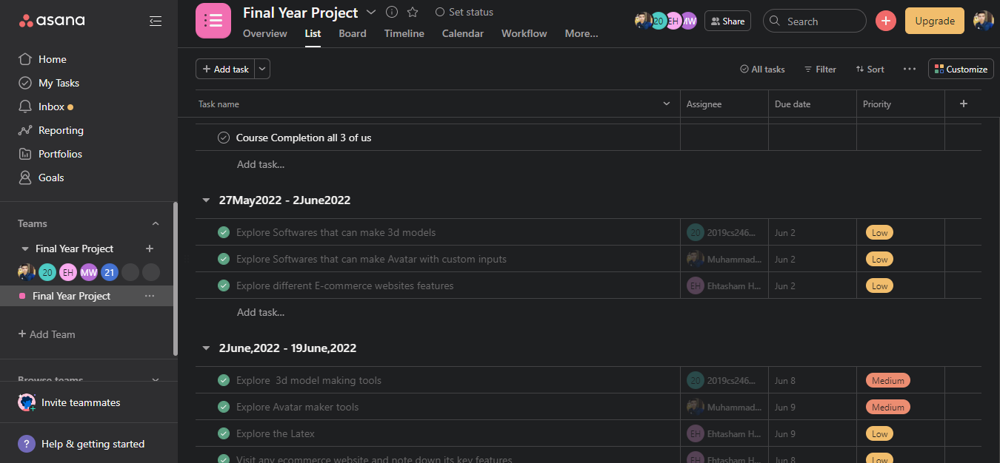 asana
Home
My Tasks
Inbox
Reporting
Portfolios
Goals
Teams
Final Year Project
20 EH MW 21
Final Year Project
Add Team
Browse teams
Invite teammates
? Help & getting started
Final Year Project
Set status
Overview List Board Timeline Calendar Workflow More...
20 EH MW
Share
Search
Upgrade
+ Add task
All tasks Filter Sort ... Customize
Task name Assignee Due date Priority +
Course Completion all 3 of us
Add task...
27May2022 - 2June2022
Explore Softwares that can make 3d models 20 2019cs246... Jun 2 Low
Explore Softwares that can make Avatar with custom inputs Muhammad... Jun 2 Low
Explore different E-commerce websites features EH Ehtasham H... Jun 2 Low
Add task...
2June,2022 - 19June,2022
Explore 3d model making tools 20 2019cs246... Jun 8 Medium
Explore Avatar maker tools Muhammad... Jun 9 Medium
Explore the Latex EH Ehtasham H... Jun 9 Low
Visit any ecommerce website and note down its key features EH Ehtasham H... Jun 8 Low